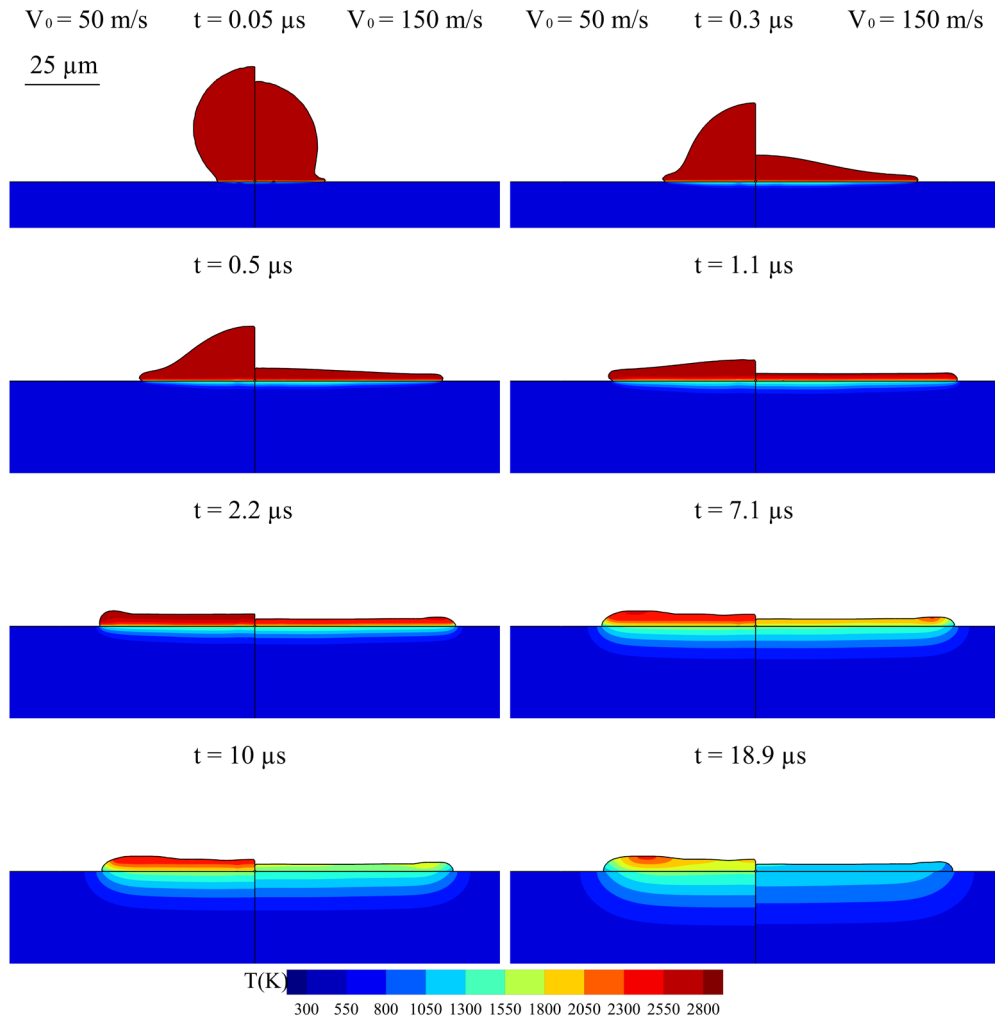 V₀ = 50 m/s t = 0.05 µs V₀ = 150 m/s V₀ = 50 m/s t = 0.3 µs V₀ = 150 m/s
25 µm
t = 0.5 µs t = 1.1 µs
t = 2.2 µs t = 7.1 µs
t = 10 µs t = 18.9 µs
T(K)
300 550 800 1050 1300 1550 1800 2050 2300 2550 2800